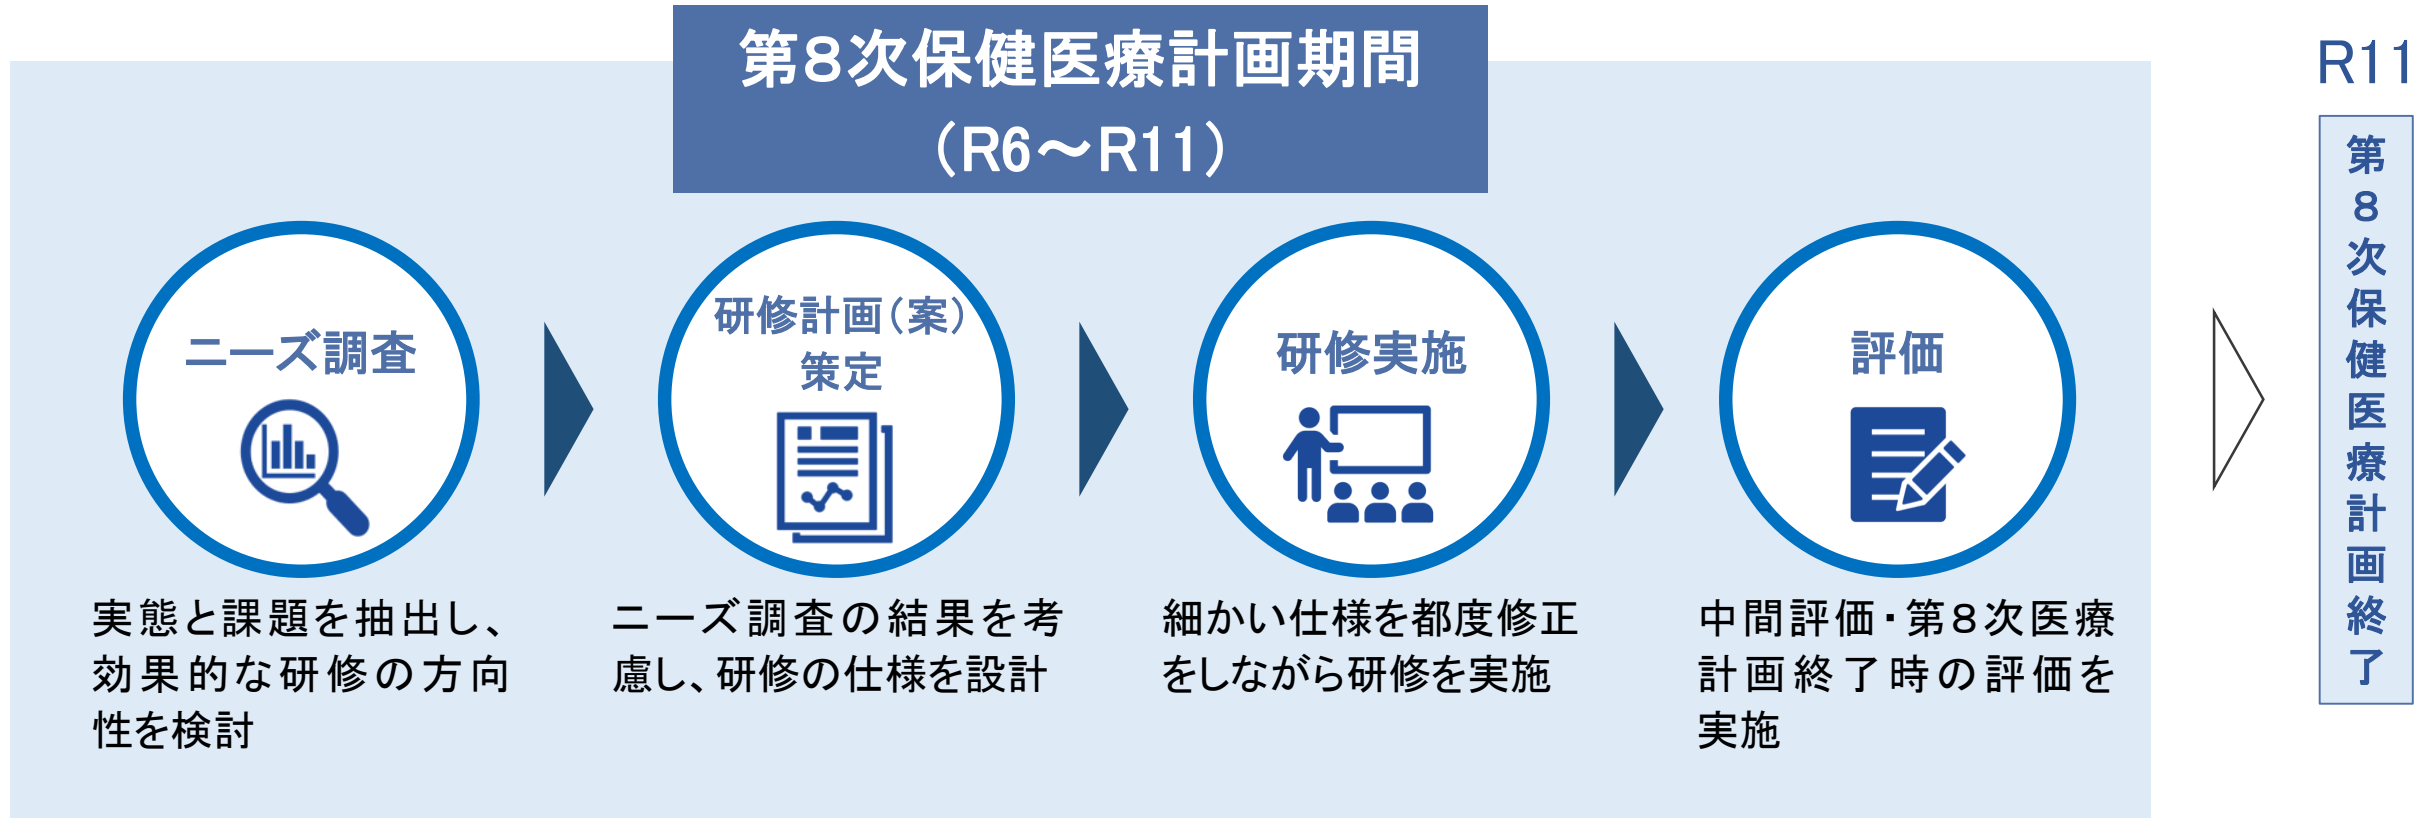 第８次保健医療計画期間
（R6～R11）
ニーズ調査
実態と課題を抽出し、
効果的な研修の方向
性を検討
研修計画（案）
策定
ニーズ調査の結果を考
慮し、研修の仕様を設計
研修実施
細かい仕様を都度修正
をしながら研修を実施
評価
中間評価・第８次医療
計画終了時の評価を
実施
R11
第８次保健医療計画終了